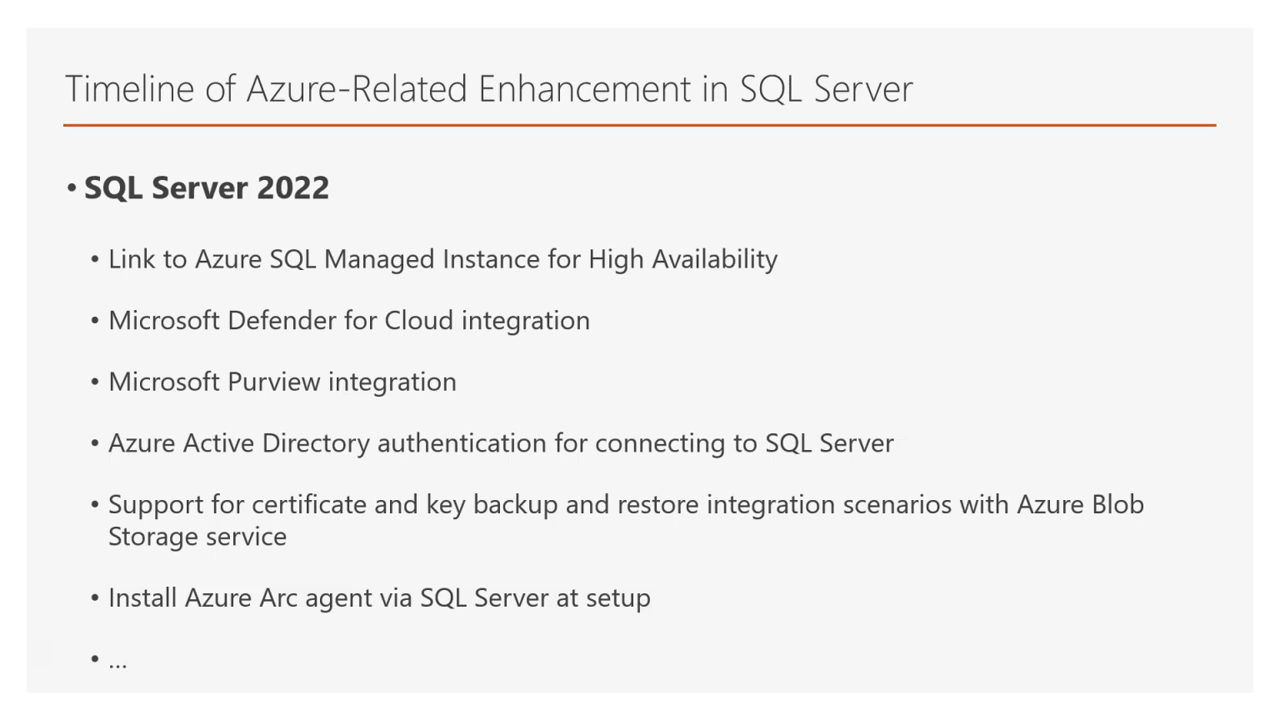 Timeline of Azure-Related Enhancement in SQL Server
• SQL Server 2022
• Link to Azure SQL Managed Instance for High Availability
• Microsoft Defender for Cloud integration
• Microsoft Purview integration
• Azure Active Directory authentication for connecting to SQL Server
• Support for certificate and key backup and restore integration scenarios with Azure Blob
Storage service
• Install Azure Arc agent via SQL Server at setup
• ...